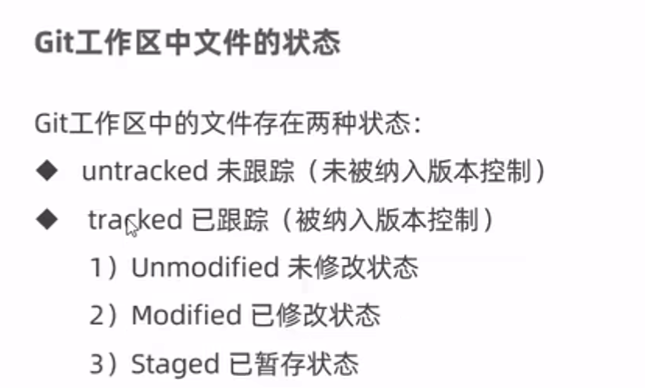 Git工作区中文件的状态
Git工作区中的文件存在两种状态：
◆ untracked 未跟踪（未被纳入版本控制）
◆ tracked 已跟踪（被纳入版本控制）
1）Unmodified 未修改状态
2）Modified 已修改状态
3）Staged 已暂存状态